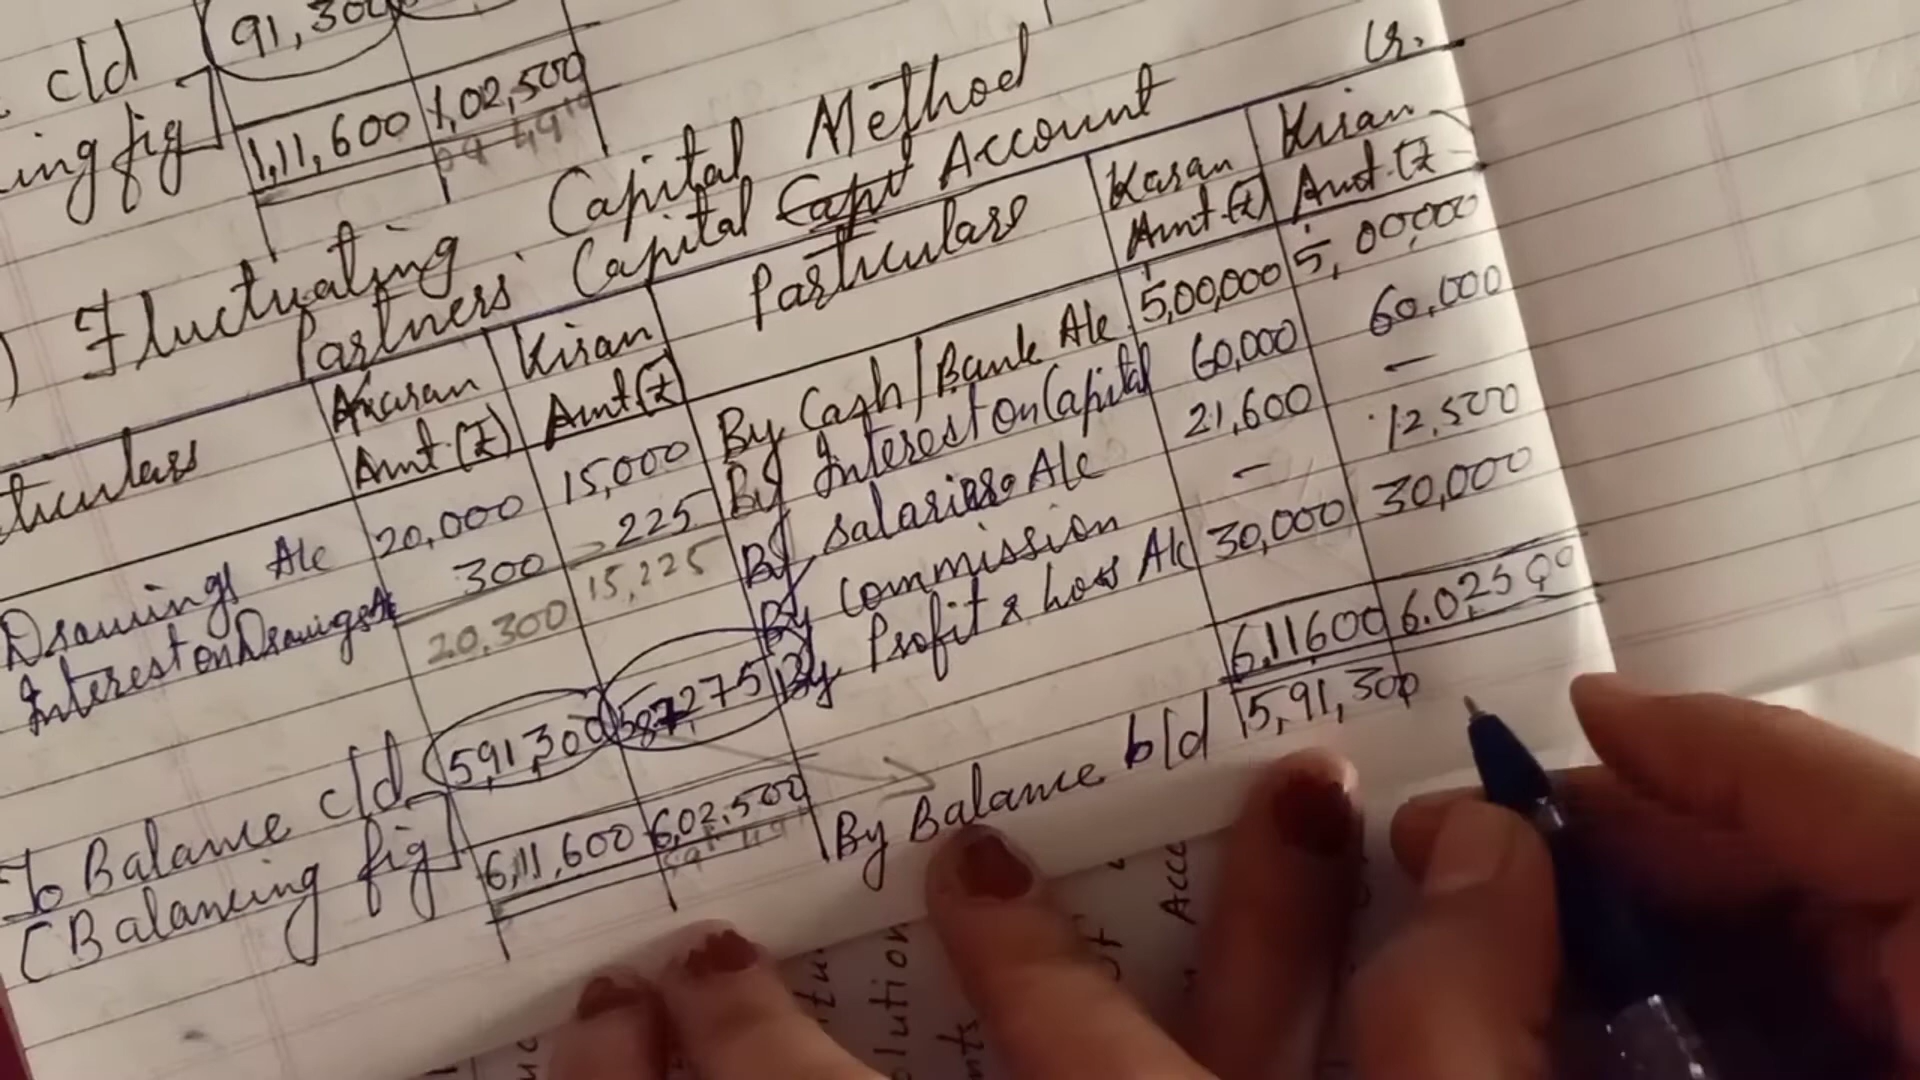 c/d 91,300
ing fig] 1,11,600 1,02,500
Fluctuating Capital Method
Partners' Capital Capt Account Cr.
ticulars Karan Amt.(₹) Kiran Amt.(₹) Particulars Karan Amt.(₹) Kiran Amt.(₹
Drawings A/c 20,000 15,000 By Cash/Bank A/c 5,00,000 5,00,000
Interest on Drawings A/c 300 225 By Interest on Capital 60,000 60,000
20,300 15,225 By salaries A/c 21,600 —
By commission - 12,500
By Profit & Loss A/c 30,000 30,000
To Balance c/d 5,91,300 587,275
[Balancing fig] 6,11,600 6,02,500 6,11,600 6,02,500
By Balance b/d 5,91,300